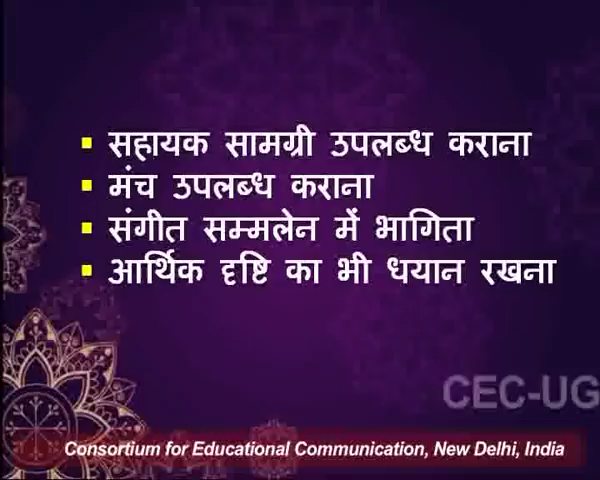 सहायक सामग्री उपलब्ध कराना
मंच उपलब्ध कराना
संगीत सम्मलेन में भागिता
आर्थिक दृष्टि का भी धयान रखना
CEC-UG
Consortium for Educational Communication, New Delhi, India